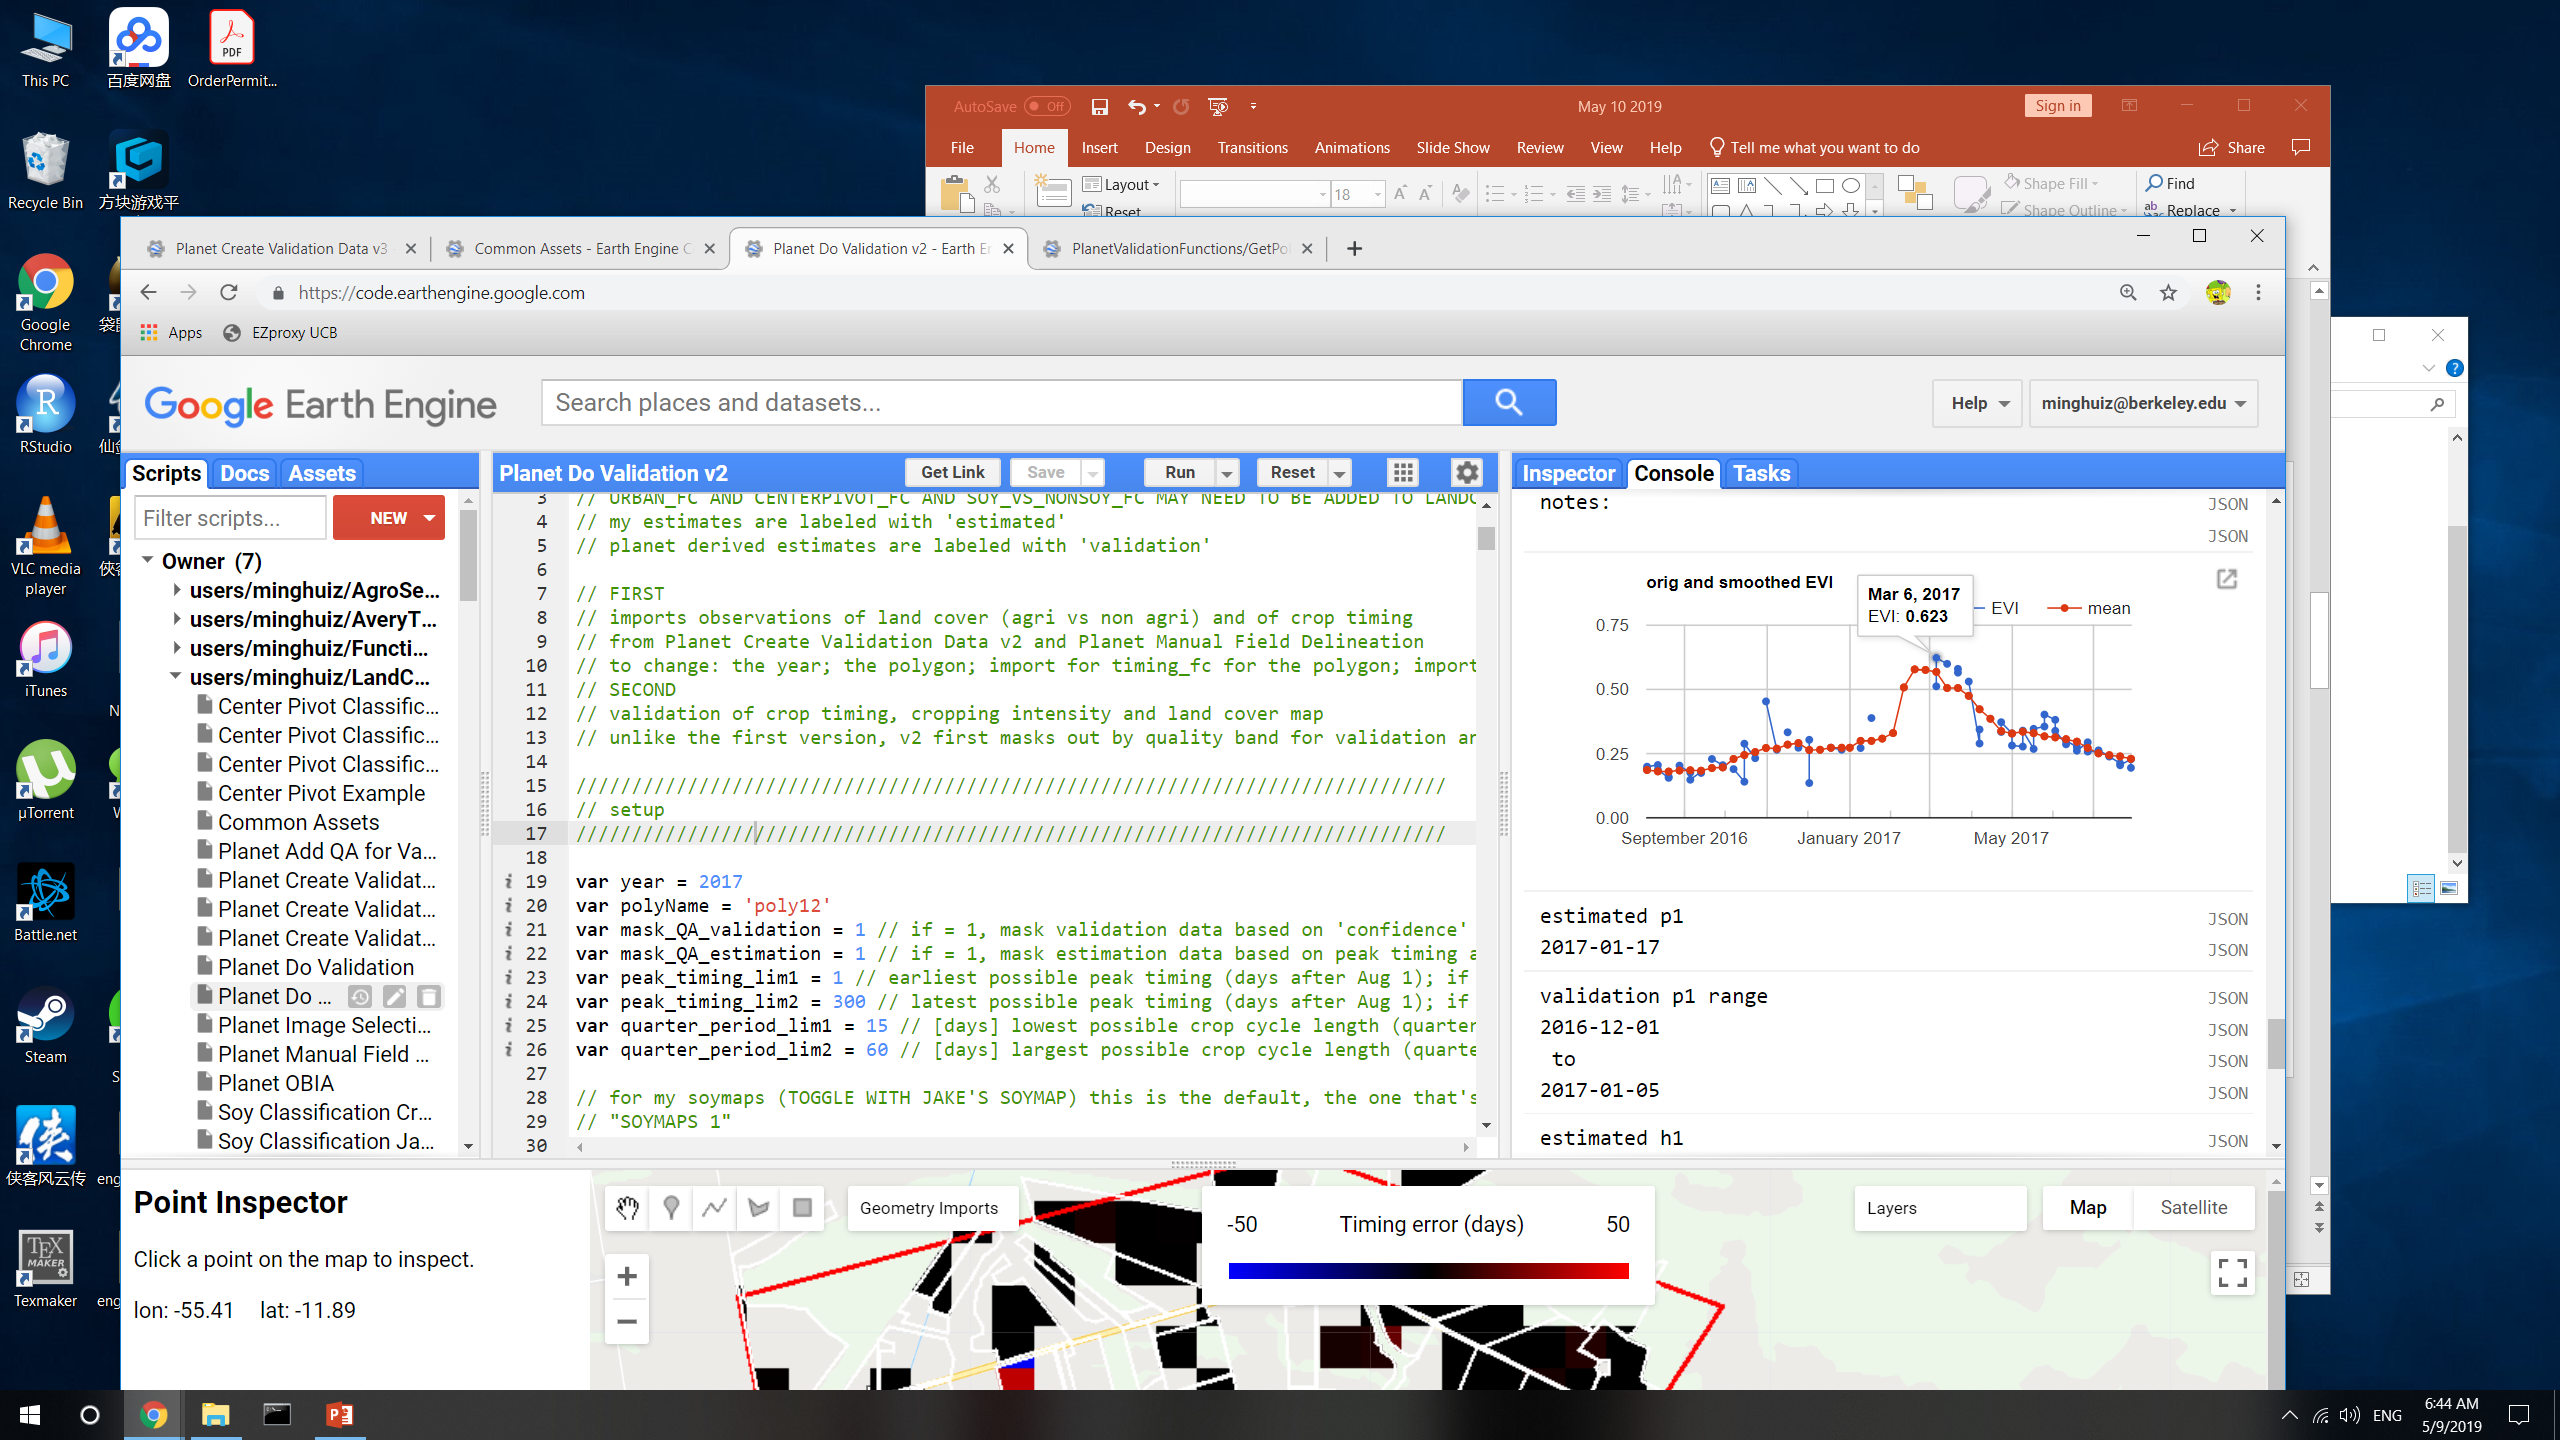 This PC
百度网盘
OrderPermit...
Recycle Bin
方块游戏平
Google
Chrome
RStudio
VLC media
player
iTunes
µTorrent
Battle.net
Steam
侠客风云传
Texmaker
AutoSave Off
May 10 2019
Sign in
File Home Insert Design Transitions Animations Slide Show Review View Help Tell me what you want to do
Share
Layout
Reset
18
Shape Fill
Shape Outline
Find
Replace
Planet Create Validation Data v3
Common Assets - Earth Engine C
Planet Do Validation v2 - Earth E
PlanetValidationFunctions/GetPol
https://code.earthengine.google.com
Apps
EZproxy UCB
Google Earth Engine
Search places and datasets...
Help
minghuiz@berkeley.edu
Scripts Docs Assets
Filter scripts...
NEW
Owner (7)
users/minghuiz/AgroSe...
users/minghuiz/AveryT...
users/minghuiz/Functi...
users/minghuiz/LandC...
Center Pivot Classific...
Center Pivot Classific...
Center Pivot Classific...
Center Pivot Example
Common Assets
Planet Add QA for Va...
Planet Create Validat...
Planet Create Validat...
Planet Create Validat...
Planet Do Validation
Planet Do ...
Planet Image Selecti...
Planet Manual Field ...
Planet OBIA
Soy Classification Cr...
Soy Classification Ja...
Planet Do Validation v2
Get Link
Save
Run
Reset
3 // URBAN_FC AND CENTERPIVOT_FC AND SOY_VS_NONSOY_FC MAY NEED TO BE ADDED TO LANDC
4 // my estimates are labeled with 'estimated'
5 // planet derived estimates are labeled with 'validation'
6
7 // FIRST
8 // imports observations of land cover (agri vs non agri) and of crop timing
9 // from Planet Create Validation Data v2 and Planet Manual Field Delineation
10 // to change: the year; the polygon; import for timing_fc for the polygon; import
11 // SECOND
12 // validation of crop timing, cropping intensity and land cover map
13 // unlike the first version, v2 first masks out by quality band for validation an
14
15 //////////////////////////////////////////////////////////////////////////////
16 // setup
17 //////////////////////////////////////////////////////////////////////////////
18
19 var year = 2017
20 var polyName = 'poly12'
21 var mask_QA_validation = 1 // if = 1, mask validation data based on 'confidence'
22 var mask_QA_estimation = 1 // if = 1, mask estimation data based on peak timing a
23 var peak_timing_lim1 = 1 // earliest possible peak timing (days after Aug 1); if
24 var peak_timing_lim2 = 300 // latest possible peak timing (days after Aug 1); if
25 var quarter_period_lim1 = 15 // [days] lowest possible crop cycle length (quarter
26 var quarter_period_lim2 = 60 // [days] largest possible crop cycle length (quarte
27
28 // for my soymaps (TOGGLE WITH JAKE'S SOYMAP) this is the default, the one that's
29 // "SOYMAPS 1"
30
Inspector Console Tasks
notes: JSON
JSON
orig and smoothed EVI
Mar 6, 2017
EVI: 0.623
EVI
mean
0.75
0.50
0.25
0.00
September 2016
January 2017
May 2017
estimated p1 JSON
2017-01-17 JSON
validation p1 range JSON
2016-12-01 JSON
to JSON
2017-01-05 JSON
estimated h1 JSON
Point Inspector
Click a point on the map to inspect.
lon: -55.41 lat: -11.89
Geometry Imports
-50 Timing error (days) 50
Layers
Map
Satellite
ENG
6:44 AM
5/9/2019